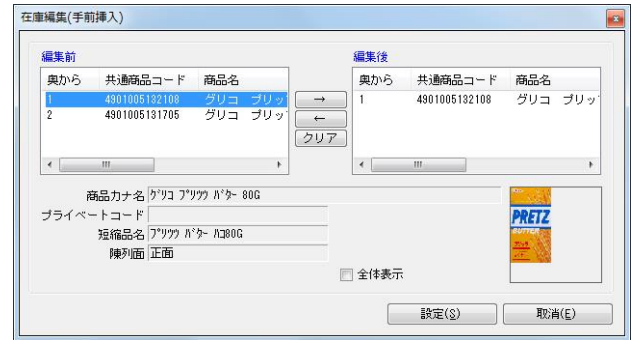 在庫編集(手前挿入)
編集前
編集後
奥から 共通商品コード 商品名
奥から 共通商品コード 商品名
1 4901005132108 グリコ プリッ
1 4901005132108 グリコ プリッ
2 4901005131705 グリコ プリッ
→
←
クリア
商品カナ名 グリコ プリツツ バター 80G
プライベートコード
短縮品名 プリツツ バター ハコ80G
陳列面 正面
PRETZ
全体表示
設定(S)
取消(E)